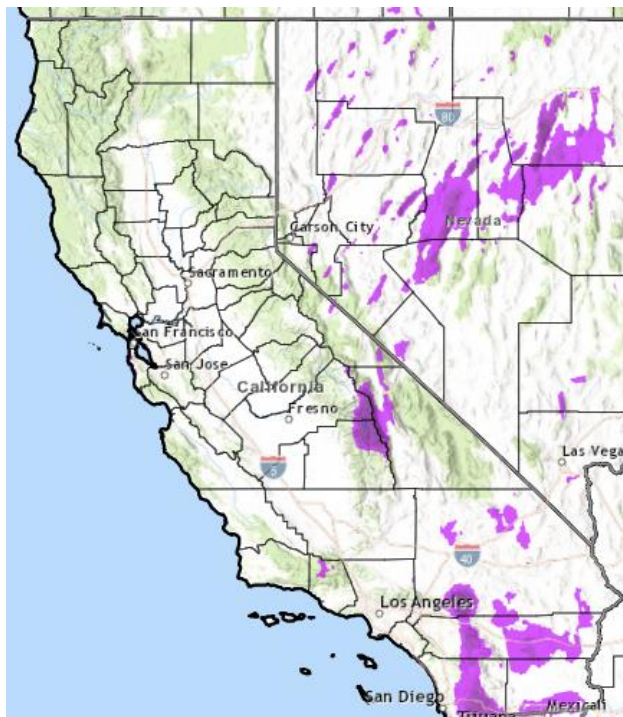 80
Nevada
Carson City
Sacramento
San Francisco
San Jose
California
Fresno
5
Las Vega
40
Los Angeles
San Diego
Mexicali
Tijuana